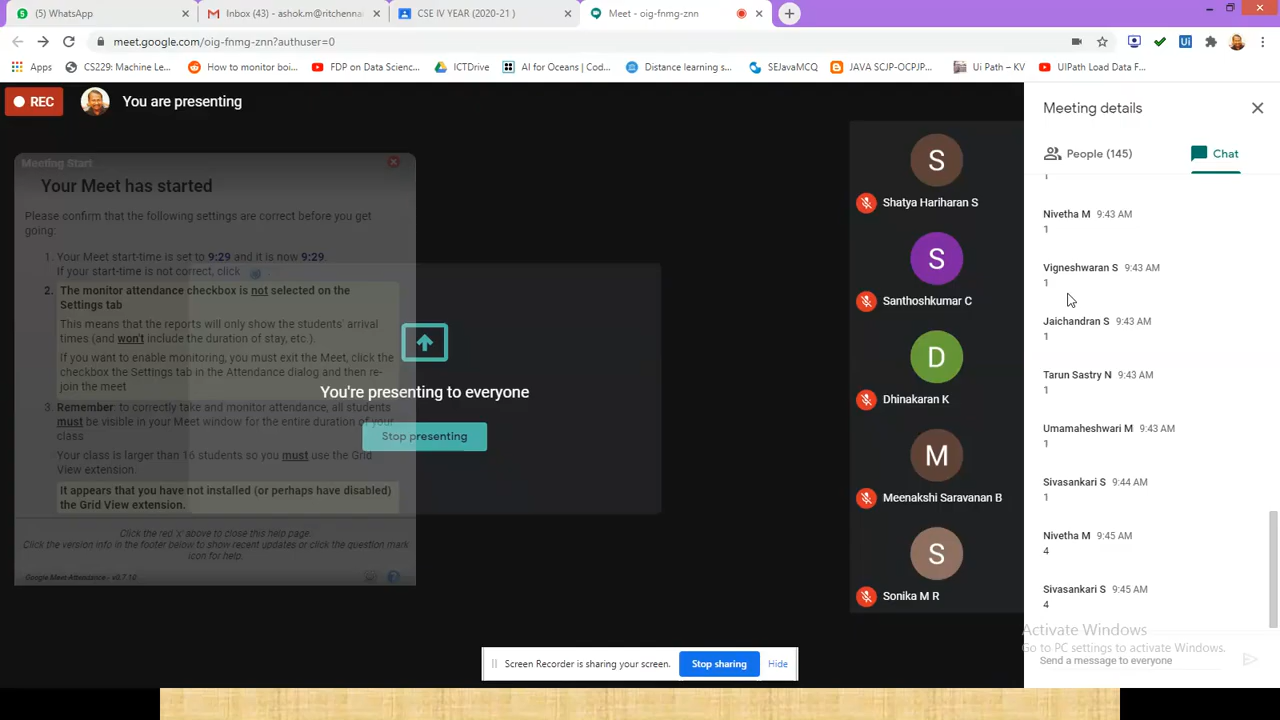 (5) WhatsApp
Inbox (43) - ashok.m@ritchennai
CSE IV YEAR (2020-21)
Meet - oig-fnmg-znn
meet.google.com/oig-fnmg-znn?authuser=0
Apps
CS229: Machine Le...
How to monitor boi...
FDP on Data Scienc...
ICTDrive
AI for Oceans | Cod...
Distance learning s...
SEJavaMCQ
JAVA SCJP-OCPJP...
Ui Path – KV
UIPath Load Data F...
REC
You are presenting
Meeting Start
Your Meet has started
Please confirm that the following settings are correct before you get
going:
1. Your Meet start-time is set to 9:29 and it is now 9:29.
If your start-time is not correct, click
2. The monitor attendance checkbox is not selected on the
Settings tab
This means that the reports will only show the students' arrival
times (and won't include the duration of stay, etc.).
If you want to enable monitoring, you must exit the Meet, click the
checkbox the Settings tab in the Attendance dialog and then re-
join the meet
3. Remember: to correctly take and monitor attendance, all students
must be visible in your Meet window for the entire duration of your
class
Your class is larger than 16 students so you must use the Grid
View extension.
It appears that you have not installed (or perhaps have disabled)
the Grid View extension.
Click the red 'x' above to close this help page.
Click the version info in the footer below to show recent updates or click the question mark
icon for help.
Google Meet Attendance v0.7.10
You're presenting to everyone
Stop presenting
S
Shatya Hariharan S
S
Santhoshkumar C
D
Dhinakaran K
M
Meenakshi Saravanan B
S
Sonika M R
Meeting details
People (145)
Chat
1
Nivetha M 9:43 AM
1
Vigneshwaran S 9:43 AM
1
Jaichandran S 9:43 AM
1
Tarun Sastry N 9:43 AM
1
Umamaheshwari M 9:43 AM
1
Sivasankari S 9:44 AM
1
Nivetha M 9:45 AM
4
Sivasankari S 9:45 AM
4
Activate Windows
Go to PC settings to activate Windows.
Send a message to everyone
Screen Recorder is sharing your screen.
Stop sharing
Hide